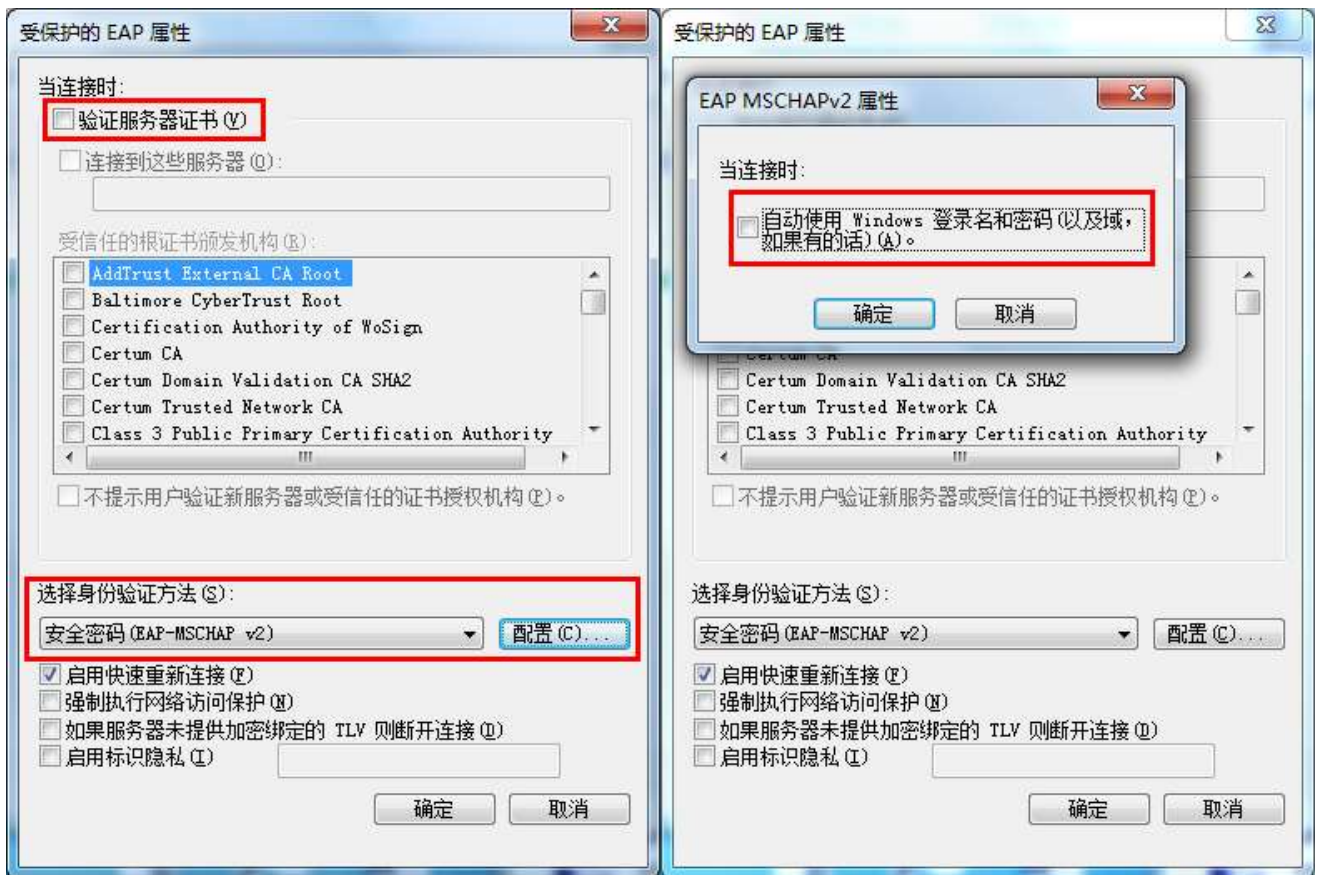 受保护的 EAP 属性
当连接时:
验证服务器证书(V)
连接到这些服务器(O):
受信任的根证书颁发机构(R):
AddTrust External CA Root
Baltimore CyberTrust Root
Certification Authority of WoSign
Certum CA
Certum Domain Validation CA SHA2
Certum Trusted Network CA
Class 3 Public Primary Certification Authority
不提示用户验证新服务器或受信任的证书授权机构(P)。
选择身份验证方法(S):
安全密码(EAP-MSCHAP v2)
配置(C)...
启用快速重新连接(F)
强制执行网络访问保护(N)
如果服务器未提供加密绑定的 TLV 则断开连接(D)
启用标识隐私(I)
确定
取消
受保护的 EAP 属性
EAP MSCHAPv2 属性
当连接时:
自动使用 Windows 登录名和密码(以及域,
如果有的话)(A)。
确定
取消
Certum CA
Certum Domain Validation CA SHA2
Certum Trusted Network CA
Class 3 Public Primary Certification Authority
不提示用户验证新服务器或受信任的证书授权机构(P)。
选择身份验证方法(S):
安全密码(EAP-MSCHAP v2)
配置(C)...
启用快速重新连接(F)
强制执行网络访问保护(N)
如果服务器未提供加密绑定的 TLV 则断开连接(D)
启用标识隐私(I)
确定
取消